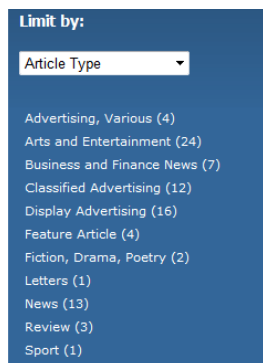 Limit by:
Article Type
Advertising, Various (4)
Arts and Entertainment (24)
Business and Finance News (7)
Classified Advertising (12)
Display Advertising (16)
Feature Article (4)
Fiction, Drama, Poetry (2)
Letters (1)
News (13)
Review (3)
Sport (1)